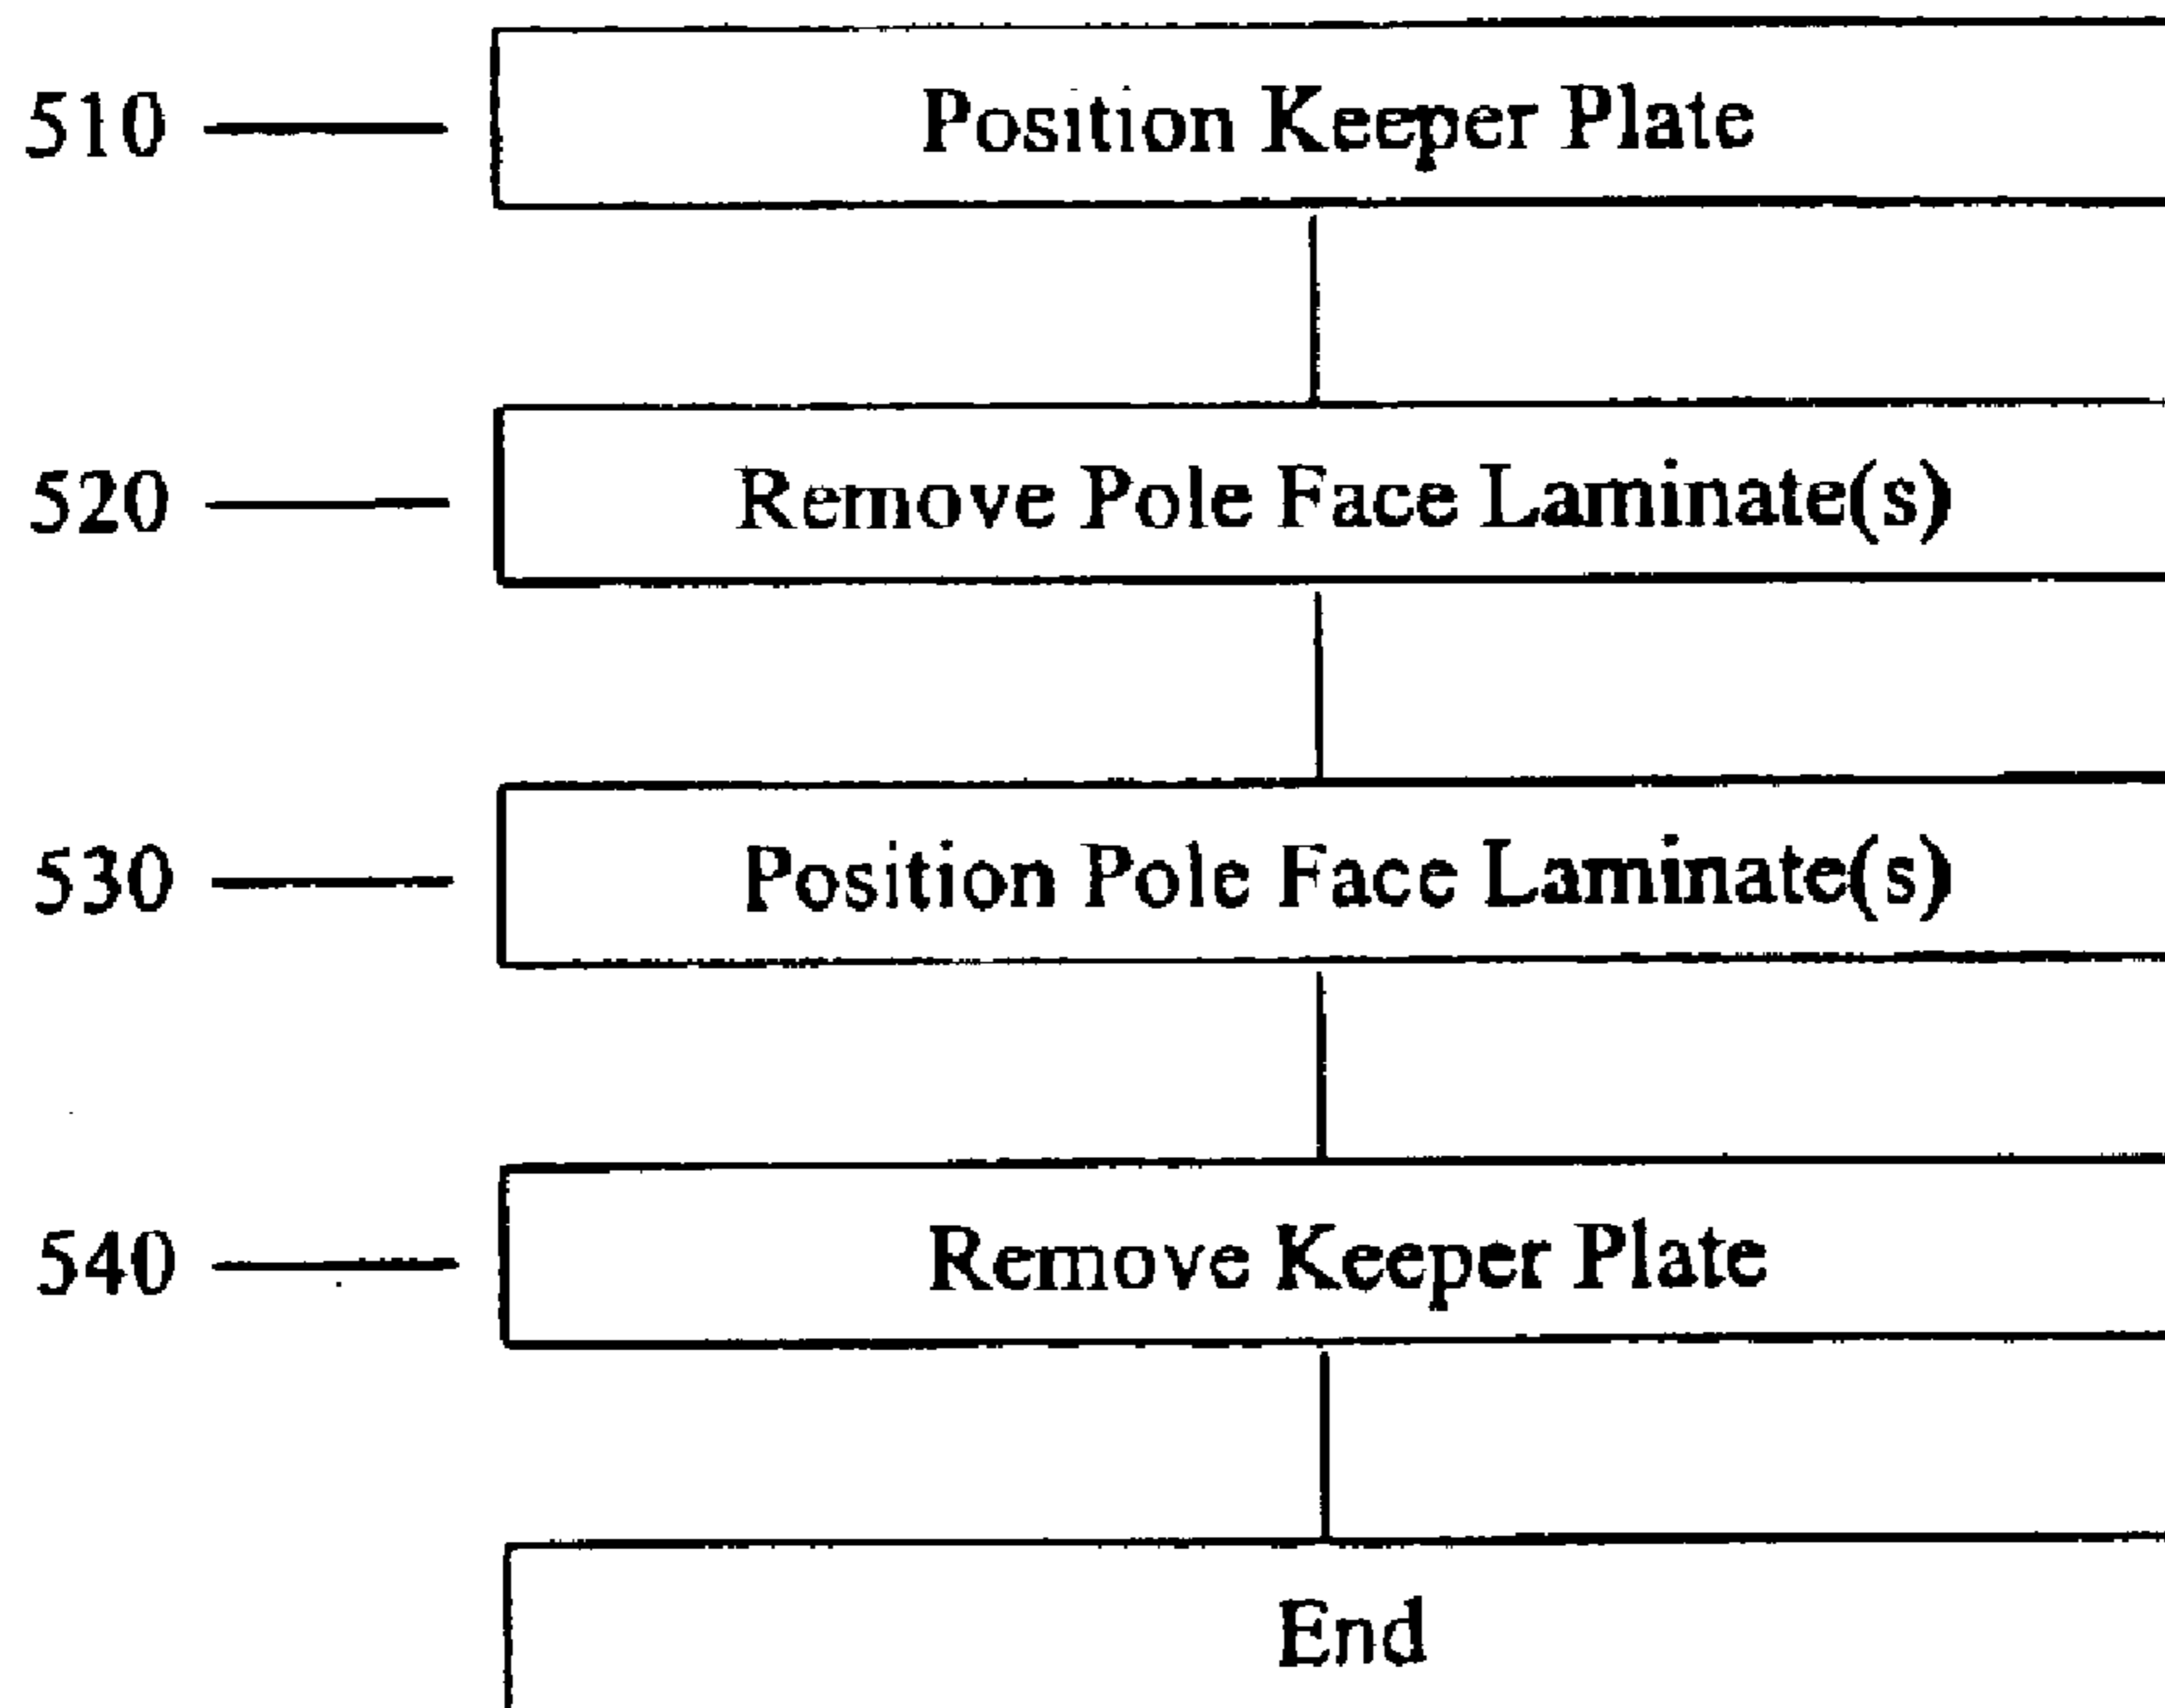 510 Position Keeper Plate
520 Remove Pole Face Laminate(s)
530 Position Pole Face Laminate(s)
540 Remove Keeper Plate
End